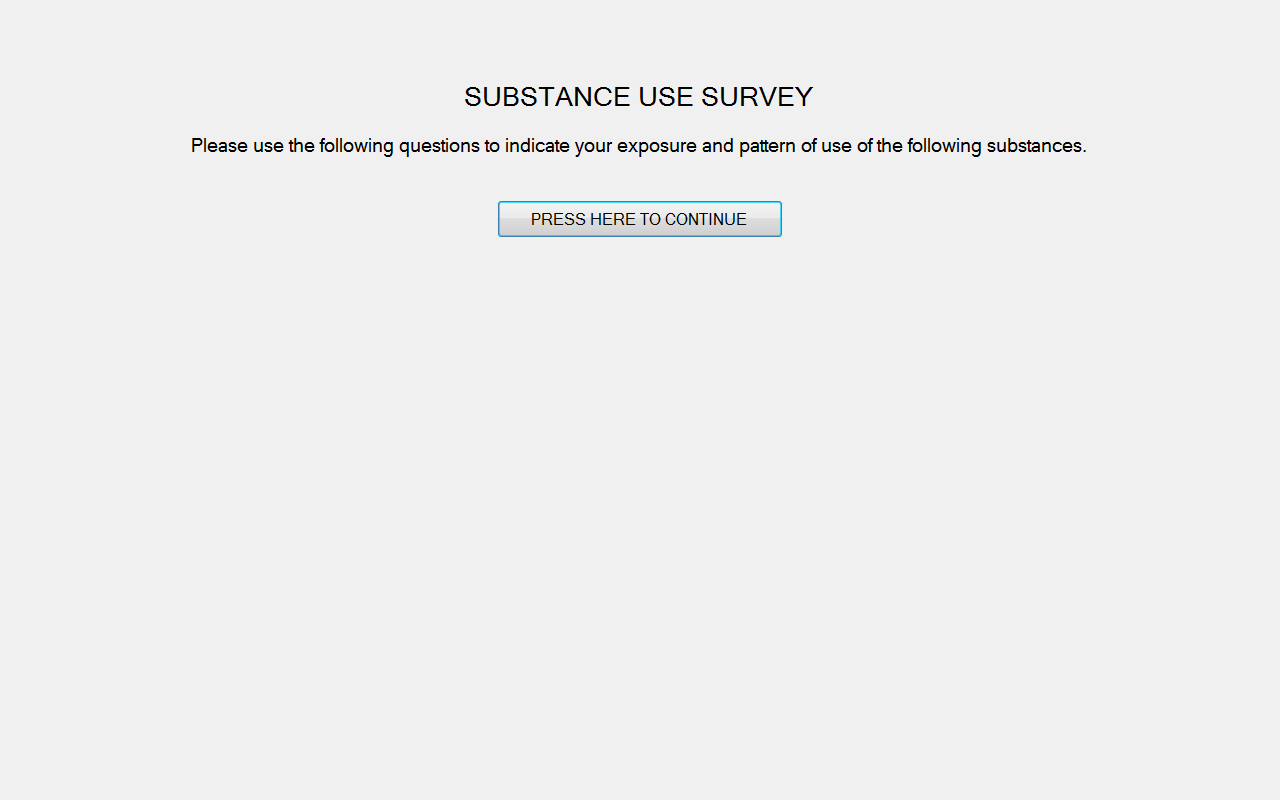 SUBSTANCE USE SURVEY
Please use the following questions to indicate your exposure and pattern of use of the following substances.
PRESS HERE TO CONTINUE